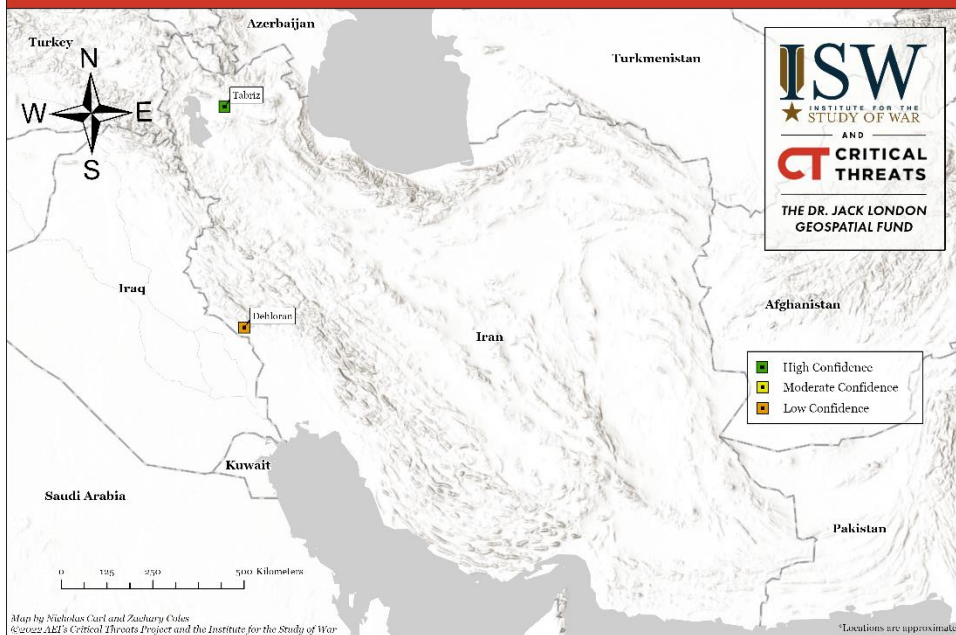 Turkey
Azerbaijan
Turkmenistan
N
W E
S
Tabriz
ISW
INSTITUTE FOR THE
STUDY OF WAR
AND
CT CRITICAL
THREATS
THE DR. JACK LONDON
GEOSPATIAL FUND
Iraq
Dehloran
Iran
Afghanistan
High Confidence
Moderate Confidence
Low Confidence
Kuwait
Saudi Arabia
Pakistan
0 125 250 500 Kilometers
Map by Nicholas Carl and Zachary Coles
©2022 AEI's Critical Threats Project and the Institute for the Study of War
*Locations are approximate